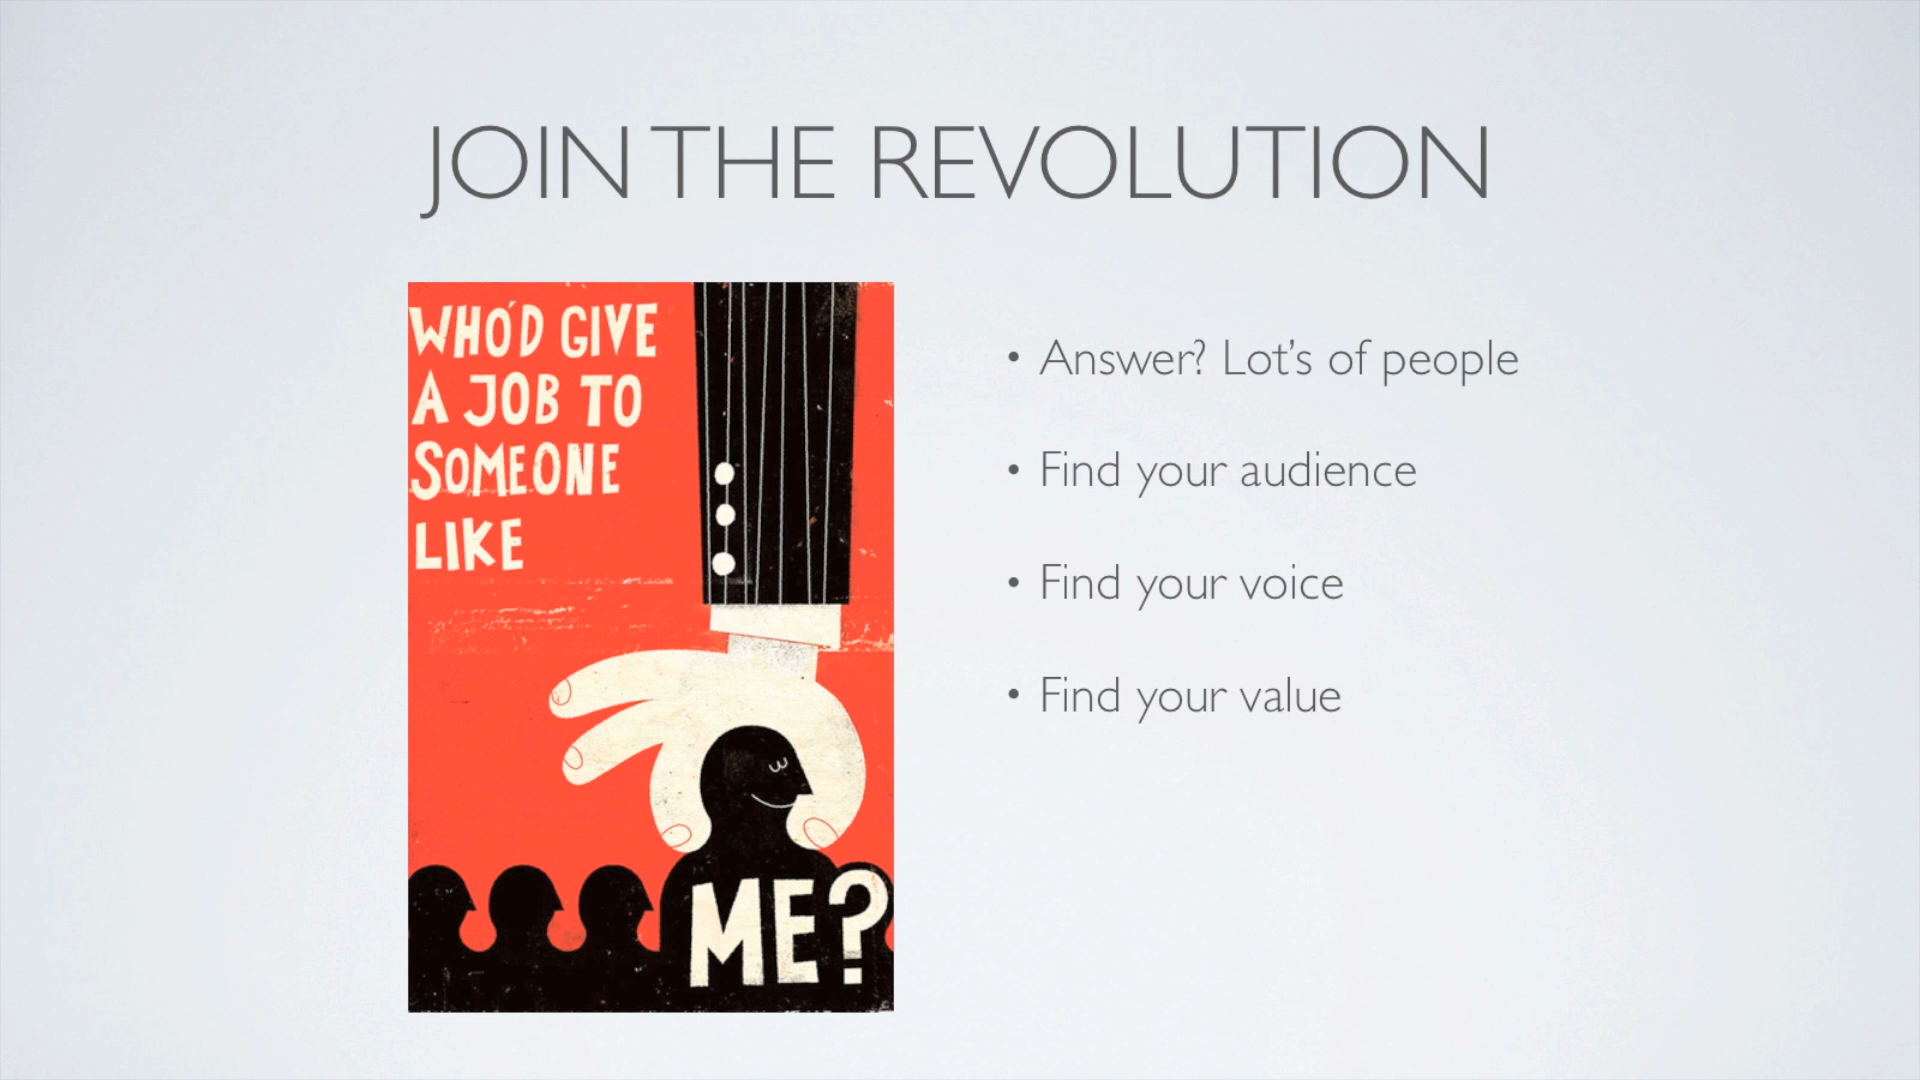 JOIN THE REVOLUTION
WHO'D GIVE
A JOB TO
SOMEONE
LIKE
ME?
• Answer? Lot’s of people
• Find your audience
• Find your voice
• Find your value